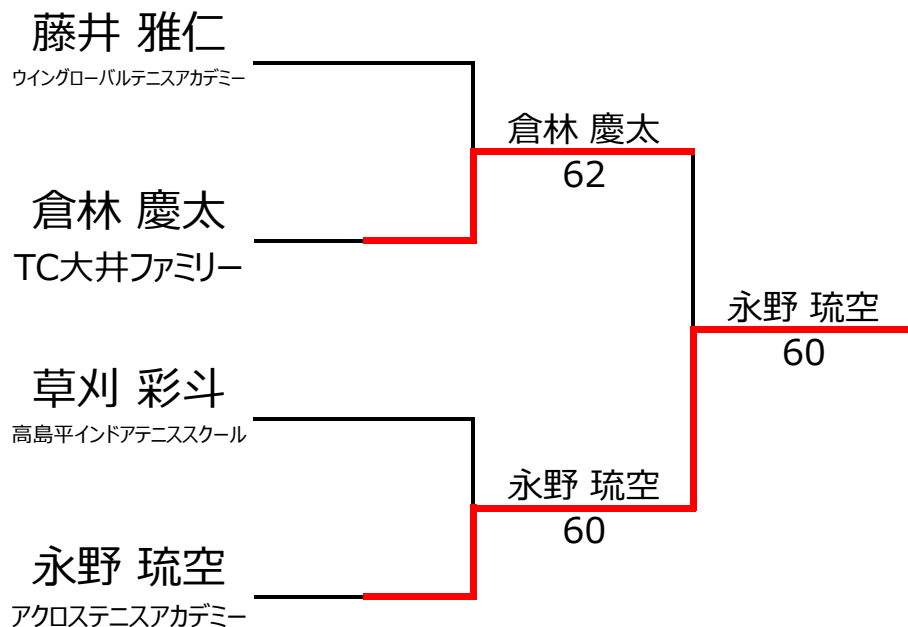 藤井 雅仁
ウイングローバルテニスアカデミー
倉林 慶太
62
倉林 慶太
TC大井ファミリー
永野 琉空
60
草刈 彩斗
高島平インドアテニススクール
永野 琉空
60
永野 琉空
アクロステニスアカデミー